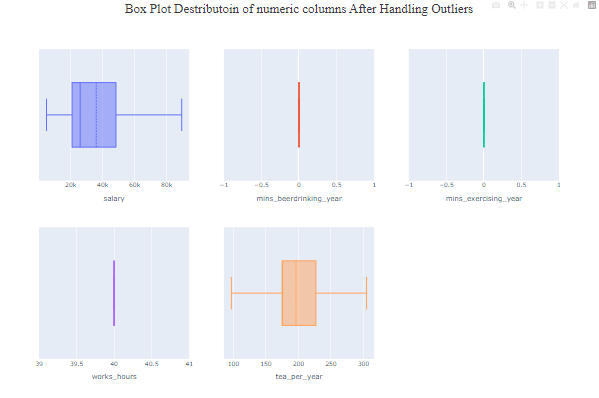 Box Plot Destributoin of numeric columns After Handling Outliers
20k 40k 60k 80k
salary
−1 −0.5 0 0.5 1
mins_beerdrinking_year
−1 −0.5 0 0.5 1
mins_exercising_year
39 39.5 40 40.5 41
works_hours
100 150 200 250 300
tea_per_year